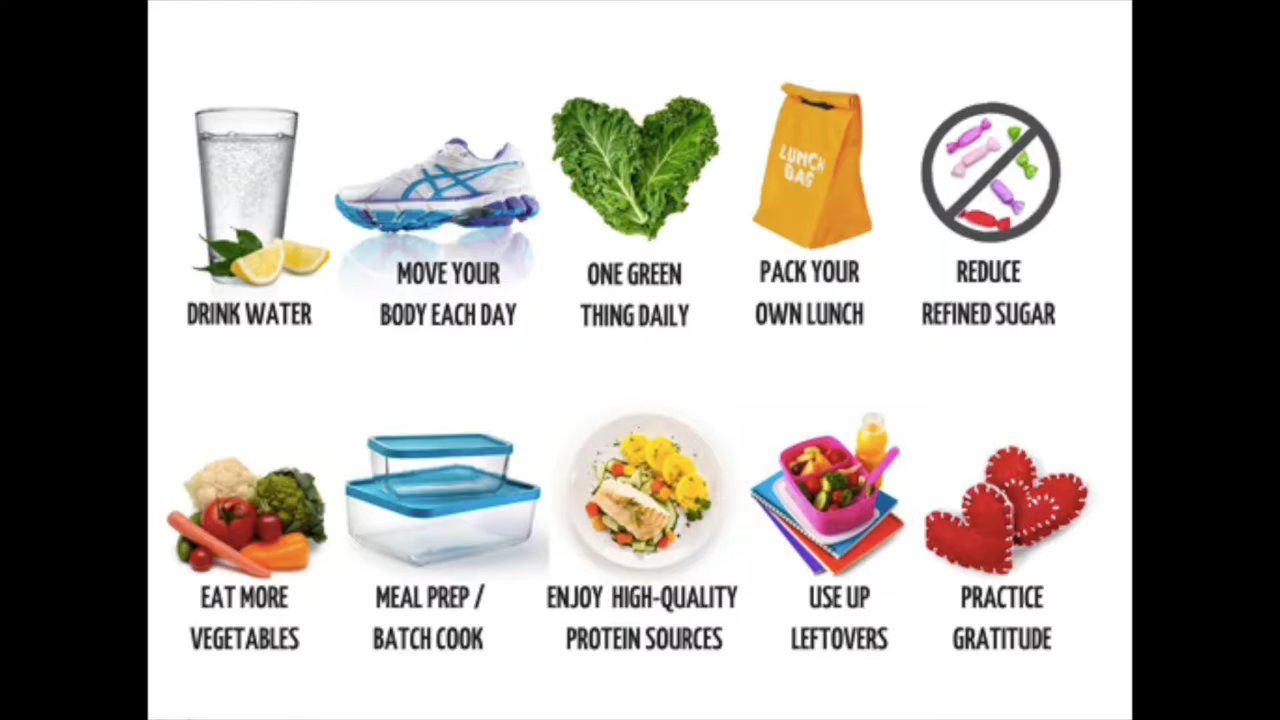 LUNCH
BAG
DRINK WATER
MOVE YOUR
BODY EACH DAY
ONE GREEN
THING DAILY
PACK YOUR
OWN LUNCH
REDUCE
REFINED SUGAR
EAT MORE
VEGETABLES
MEAL PREP /
BATCH COOK
ENJOY HIGH-QUALITY
PROTEIN SOURCES
USE UP
LEFTOVERS
PRACTICE
GRATITUDE